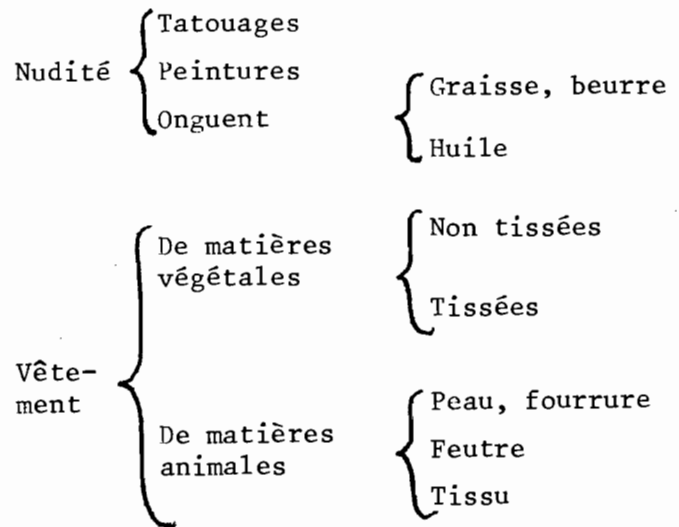 Tatouages
Nudité
Peintures
Onguent
Graisse, beurre
Huile
De matières
végétales
Non tissées
Tissées
Vête-
ment
De matières
animales
Peau, fourrure
Feutre
Tissu